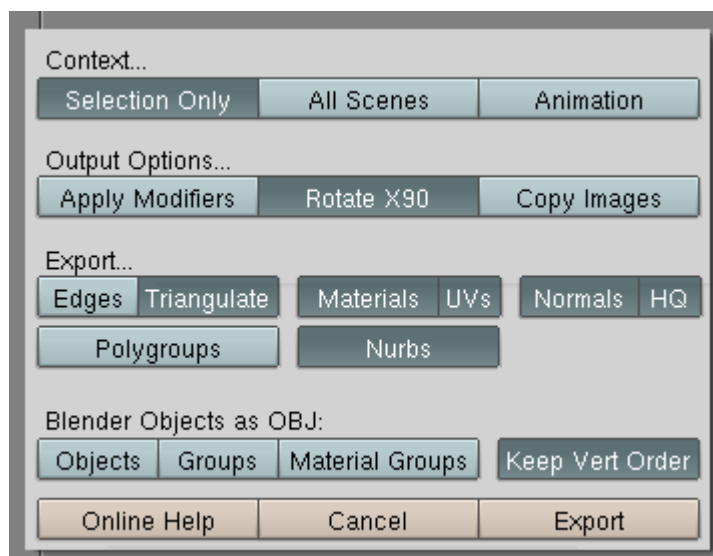 Context...
Selection Only All Scenes Animation
Output Options...
Apply Modifiers Rotate X90 Copy Images
Export...
Edges Triangulate Materials UVs Normals HQ
Polygroups Nurbs
Blender Objects as OBJ:
Objects Groups Material Groups Keep Vert Order
Online Help Cancel Export